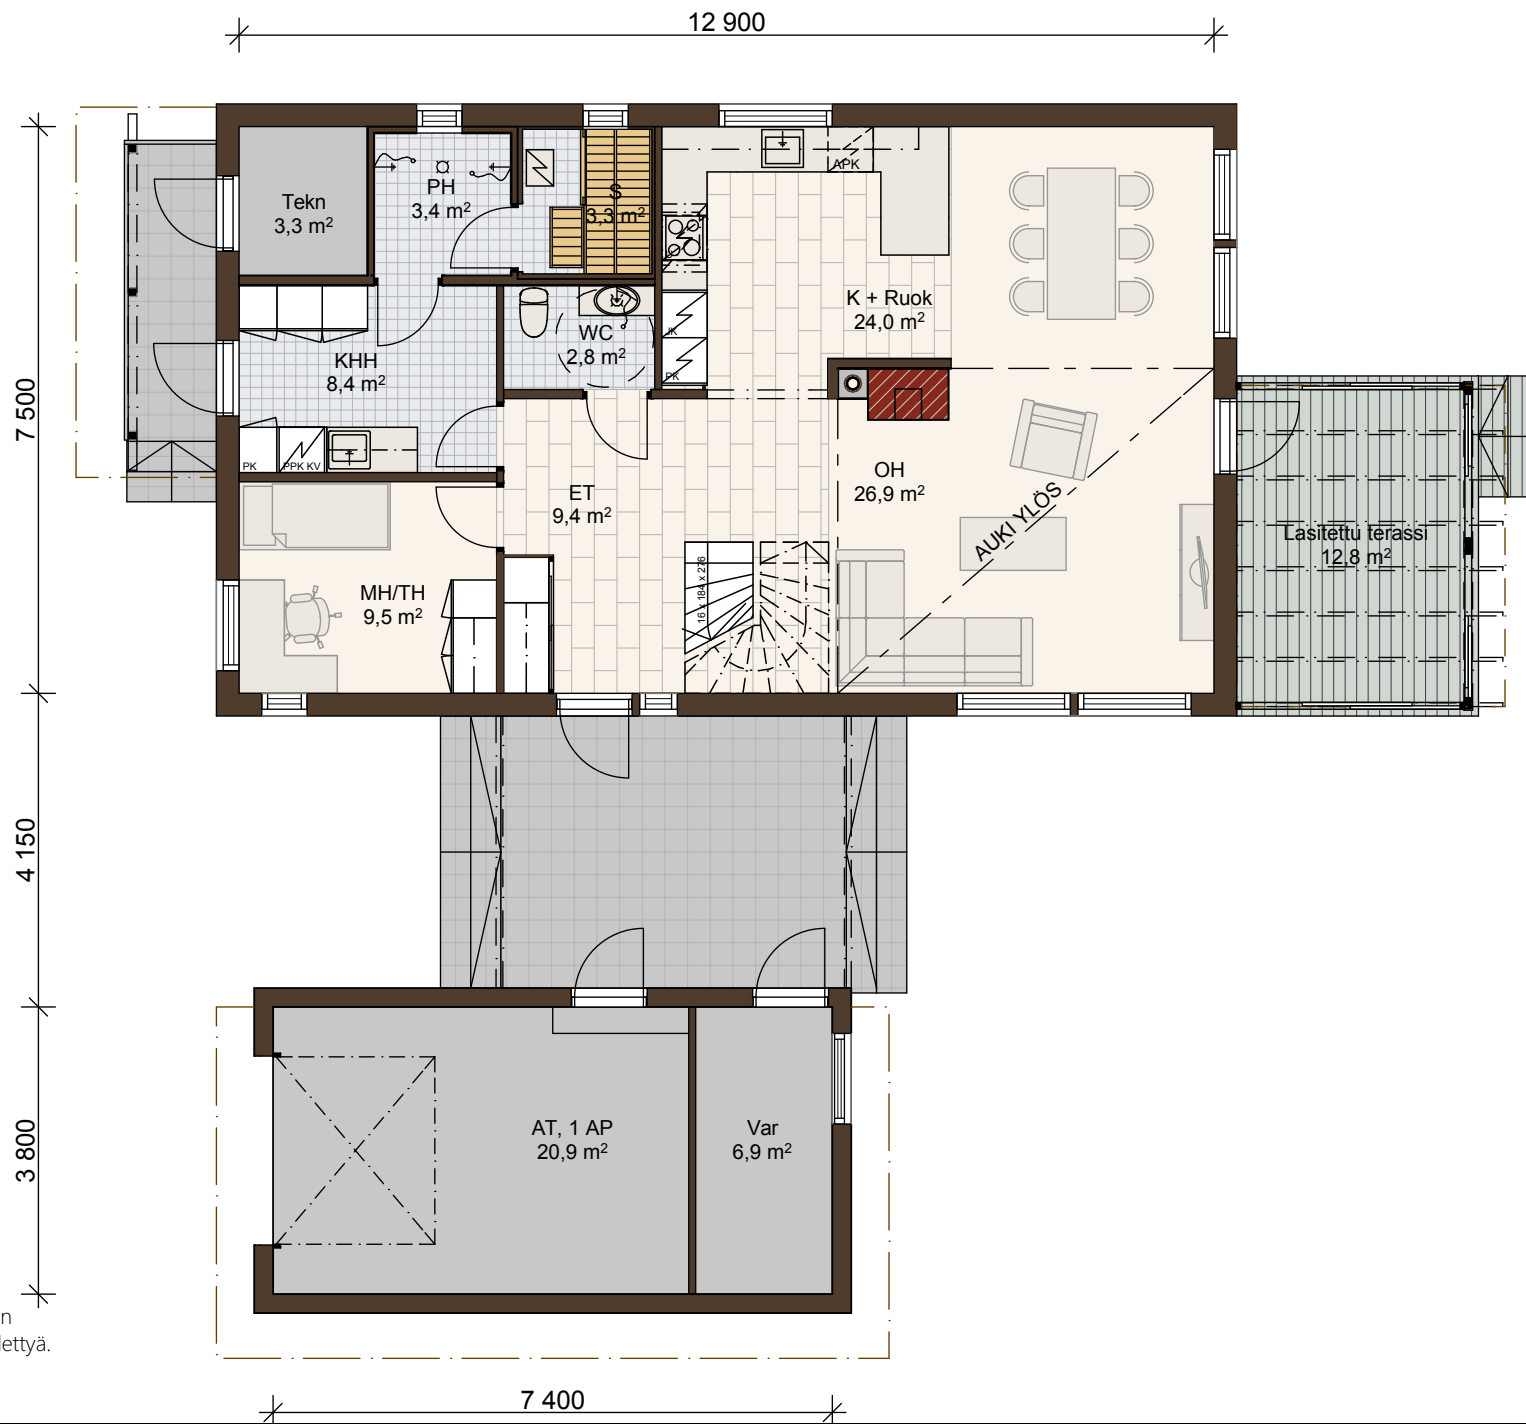 12 900
Tekn
3,3 m²
PH
3,4 m²
S
3,3 m²
APK
K + Ruok
24,0 m²
JK
PK
WC
2,8 m²
KHH
8,4 m²
PK
PPK KV
7 500
ET
9,4 m²
OH
26,9 m²
AUKI YLÖS
Lasitettu terassi
12,8 m²
MH/TH
9,5 m²
16 x 184 x 276
4 150
3 800
AT, 1 AP
20,9 m²
Var
6,9 m²
n
lettyä.
7 400